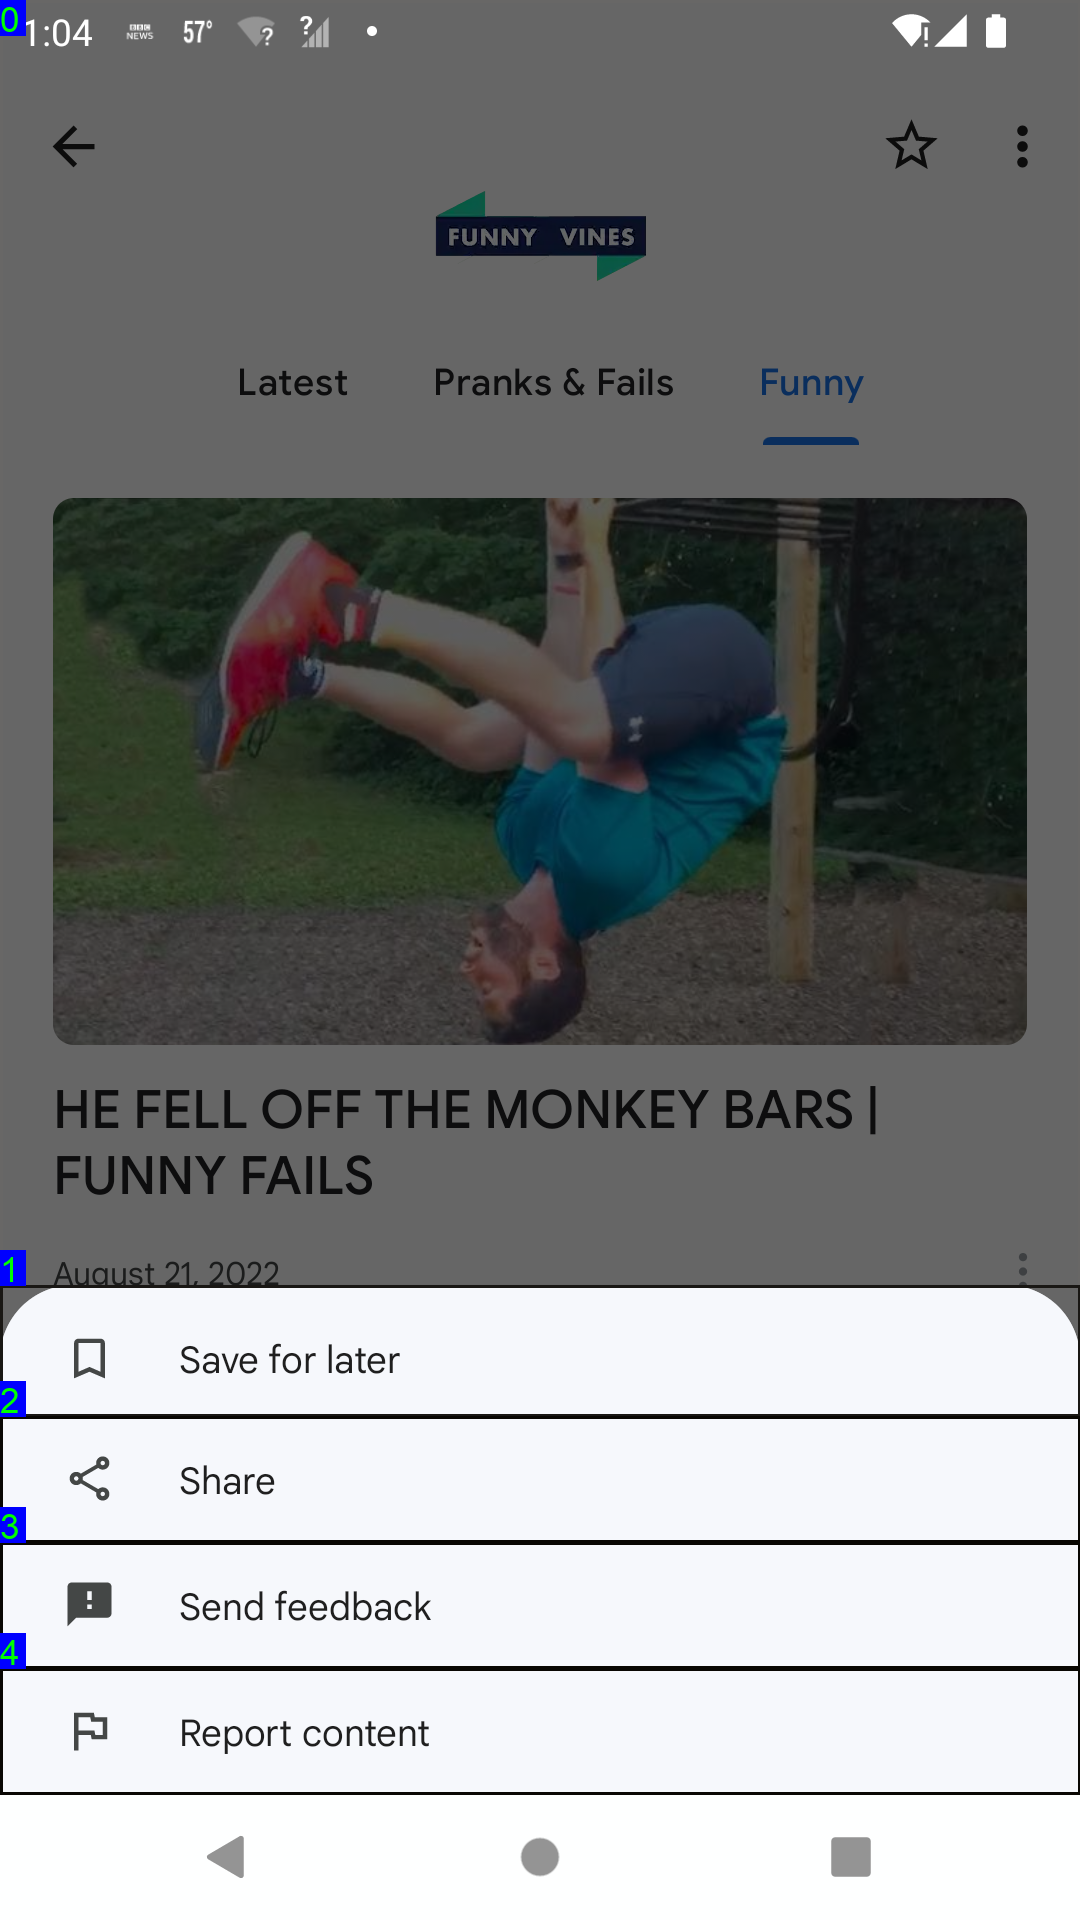 0
1:04
BBC
NEWS
57°
?
?
!
FUNNY VINES
Latest
Pranks & Fails
Funny
HE FELL OFF THE MONKEY BARS |
FUNNY FAILS
1
August 21, 2022
Save for later
2
Share
3
Send feedback
4
Report content